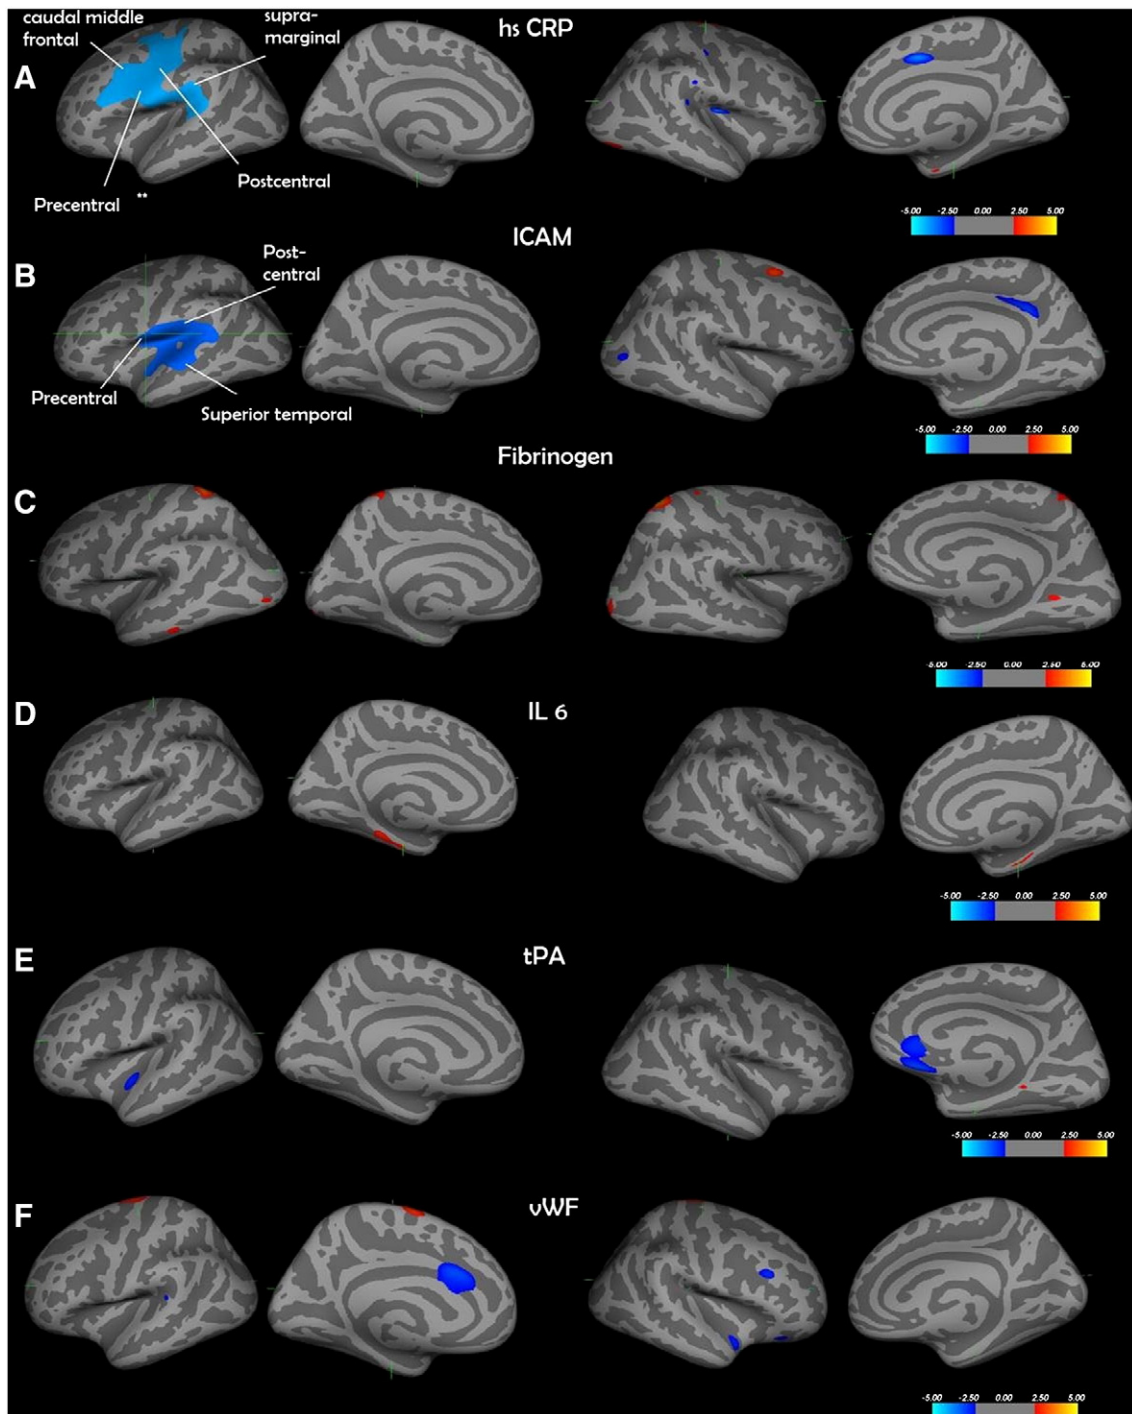 caudal middle
frontal
supra-
marginal
hs CRP
A
Precentral **
Postcentral
-5.00 -2.50 0.00 2.50 5.00
ICAM
B
Post-
central
Precentral
Superior temporal
-5.00 -2.50 0.00 2.50 5.00
Fibrinogen
C
-5.00 -2.50 0.00 2.50 5.00
D
IL 6
-5.00 -2.50 0.00 2.50 5.00
E
tPA
-5.00 -2.50 0.00 2.50 5.00
F
vWF
-5.00 -2.50 0.00 2.50 5.00